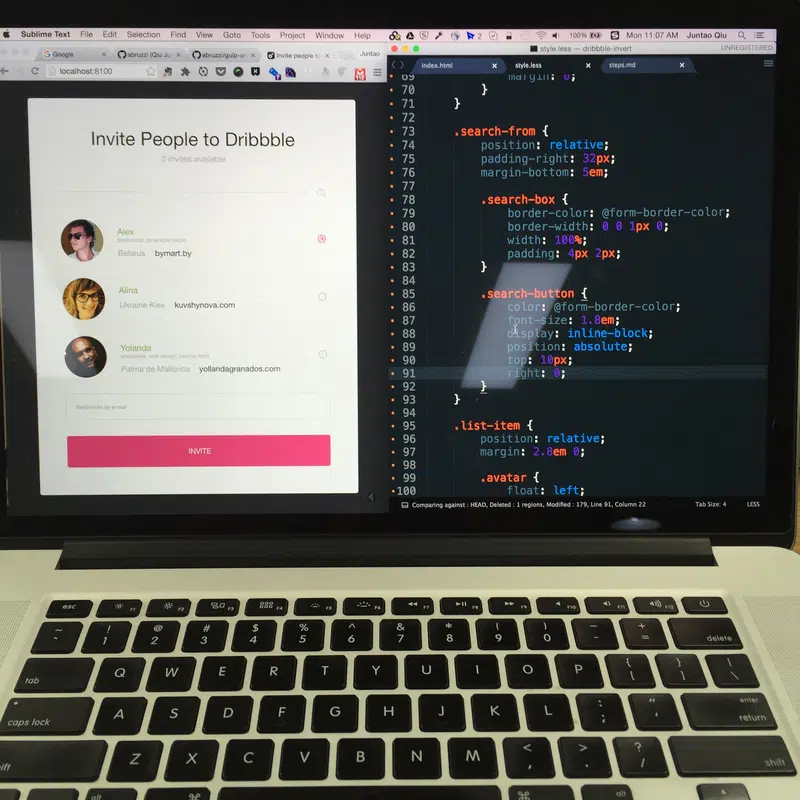 Sublime Text File Edit Selection Find View Goto Tools Project Window Help 2 100% Mon 11:07 AM Juntao Qiu
Google
abruzzi (Qiu Ju
abruzzi/gulp-a
Invite people to
Juntao
localhost:8100
Invite People to Dribbble
2 invites available
Alex
Belarus bymart.by
Alina
Ukraine Kiev kuvshynova.com
Yolanda
Palma de Mallorca yollandagranados.com
INVITE
style.less — dribbble-invert
UNREGISTERED
index.html
style.less
steps.md
69 margin: 0;
70 }
71 }
72
73 .search-from {
74 position: relative;
75 padding-right: 32px;
76 margin-bottom: 5em;
77
78 .search-box {
79 border-color: @form-border-color;
80 border-width: 0 0 1px 0;
81 width: 100%;
82 padding: 4px 2px;
83 }
84
85 .search-button {
86 color: @form-border-color;
87 font-size: 1.8em;
88 display: inline-block;
89 position: absolute;
90 top: 10px;
91 right: 0;
92 }
93 }
94
95 .list-item {
96 position: relative;
97 margin: 2.8em 0;
98
99 .avatar {
100 float: left;
Comparing against : HEAD, Deleted : 1 regions, Modified : 179, Line 91, Column 22
Tab Size: 4
LESS
esc F1 F2 F3 F4 F5 F6 F7 F8 F9 F10 F11 F12
~ ` ! 1 @ 2 # 3 $ 4 % 5 ^ 6 & 7 * 8 ( 9 ) 0 _ - + = delete
tab Q W E R T Y U I O P { [ } ] | \
caps lock A S D F G H J K L : ; " ' enter return
shift Z X C V B N M < , > . ? / shift
alt ⌘ ⌘ alt